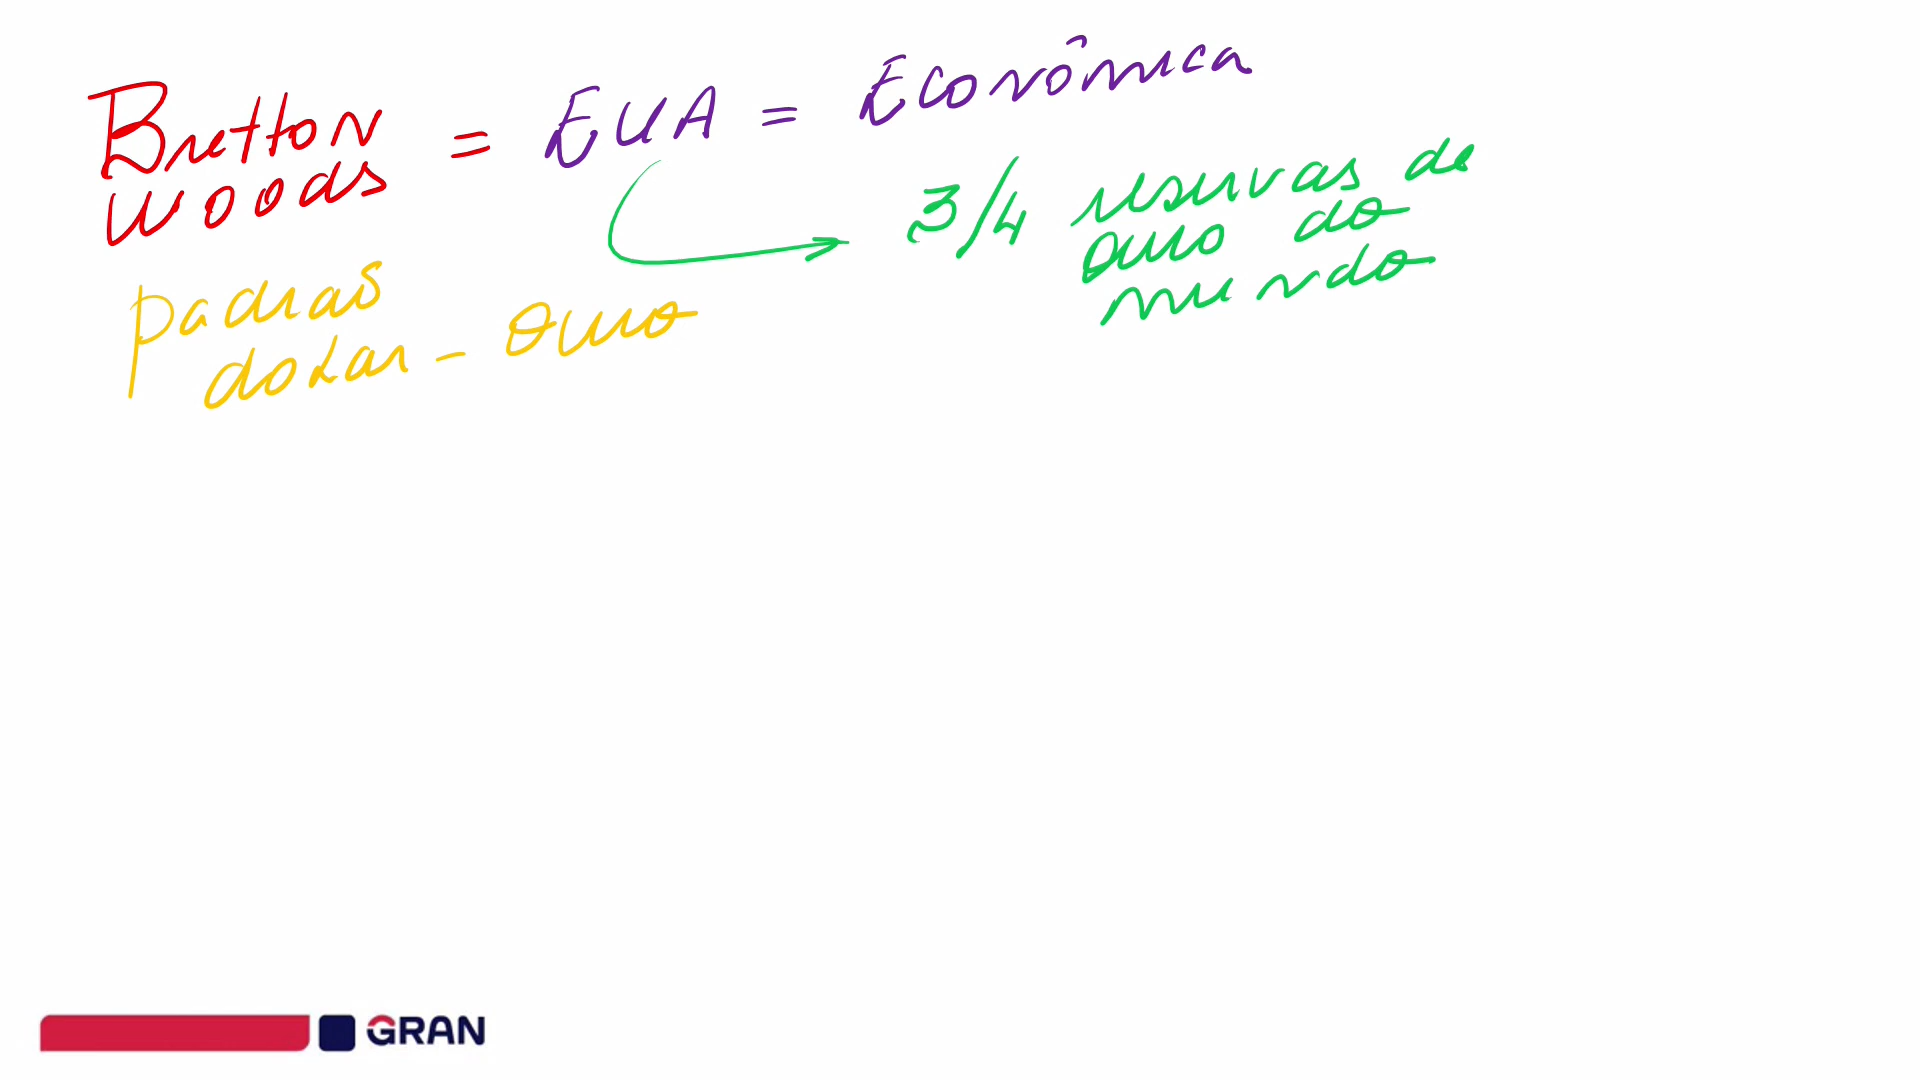 Bretton = EUA = Econômica
Woods
3/4 reservas de
ouro do
mundo
padrão
dolar - ouro
GRAN